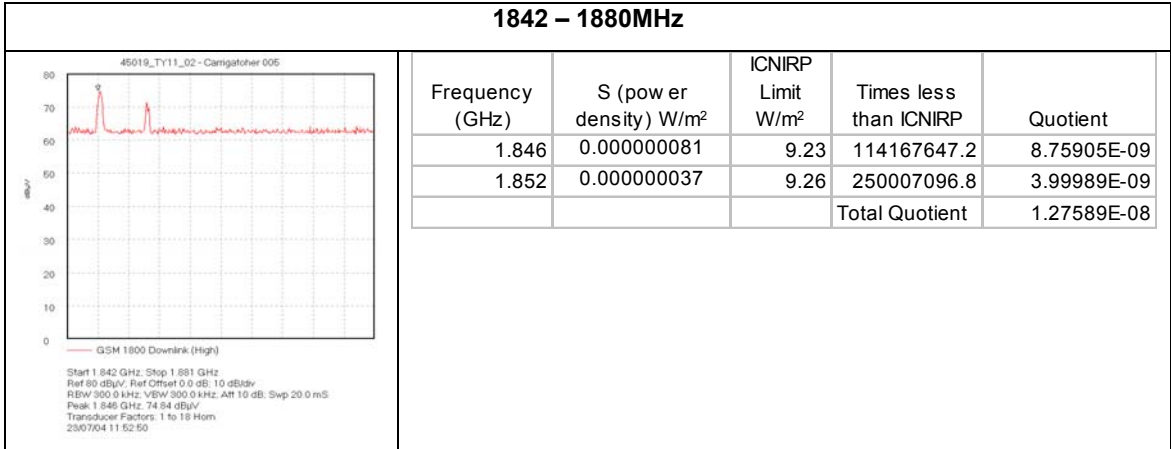 1842 – 1880MHz
45019_TY11_02 - Carrigatoher 005
80
70
60
50
40
30
20
10
0
dBµV
GSM 1800 Downlink (High)
Start 1.842 GHz; Stop 1.881 GHz
Ref 80 dBµV; Ref Offset 0.0 dB; 10 dB/div
RBW 300.0 kHz; VBW 300.0 kHz; Att 10 dB; Swp 20.0 mS
Peak 1.846 GHz, 74.84 dBµV
Transducer Factors: 1 to 18 Horn
23/07/04 11:52:50
Frequency (GHz) S (pow er density) W/m² ICNIRP Limit W/m² Times less than ICNIRP Quotient
1.846 0.000000081 9.23 114167647.2 8.75905E-09
1.852 0.000000037 9.26 250007096.8 3.99989E-09
Total Quotient 1.27589E-08